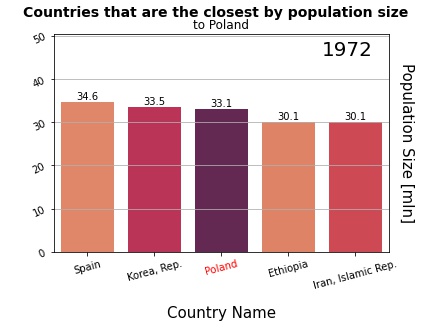 Countries that are the closest by population size
to Poland
1972
50
40
30
20
10
0
34.6
33.5
33.1
30.1
30.1
Population Size [mln]
Spain
Korea, Rep.
Poland
Ethiopia
Iran, Islamic Rep.
Country Name